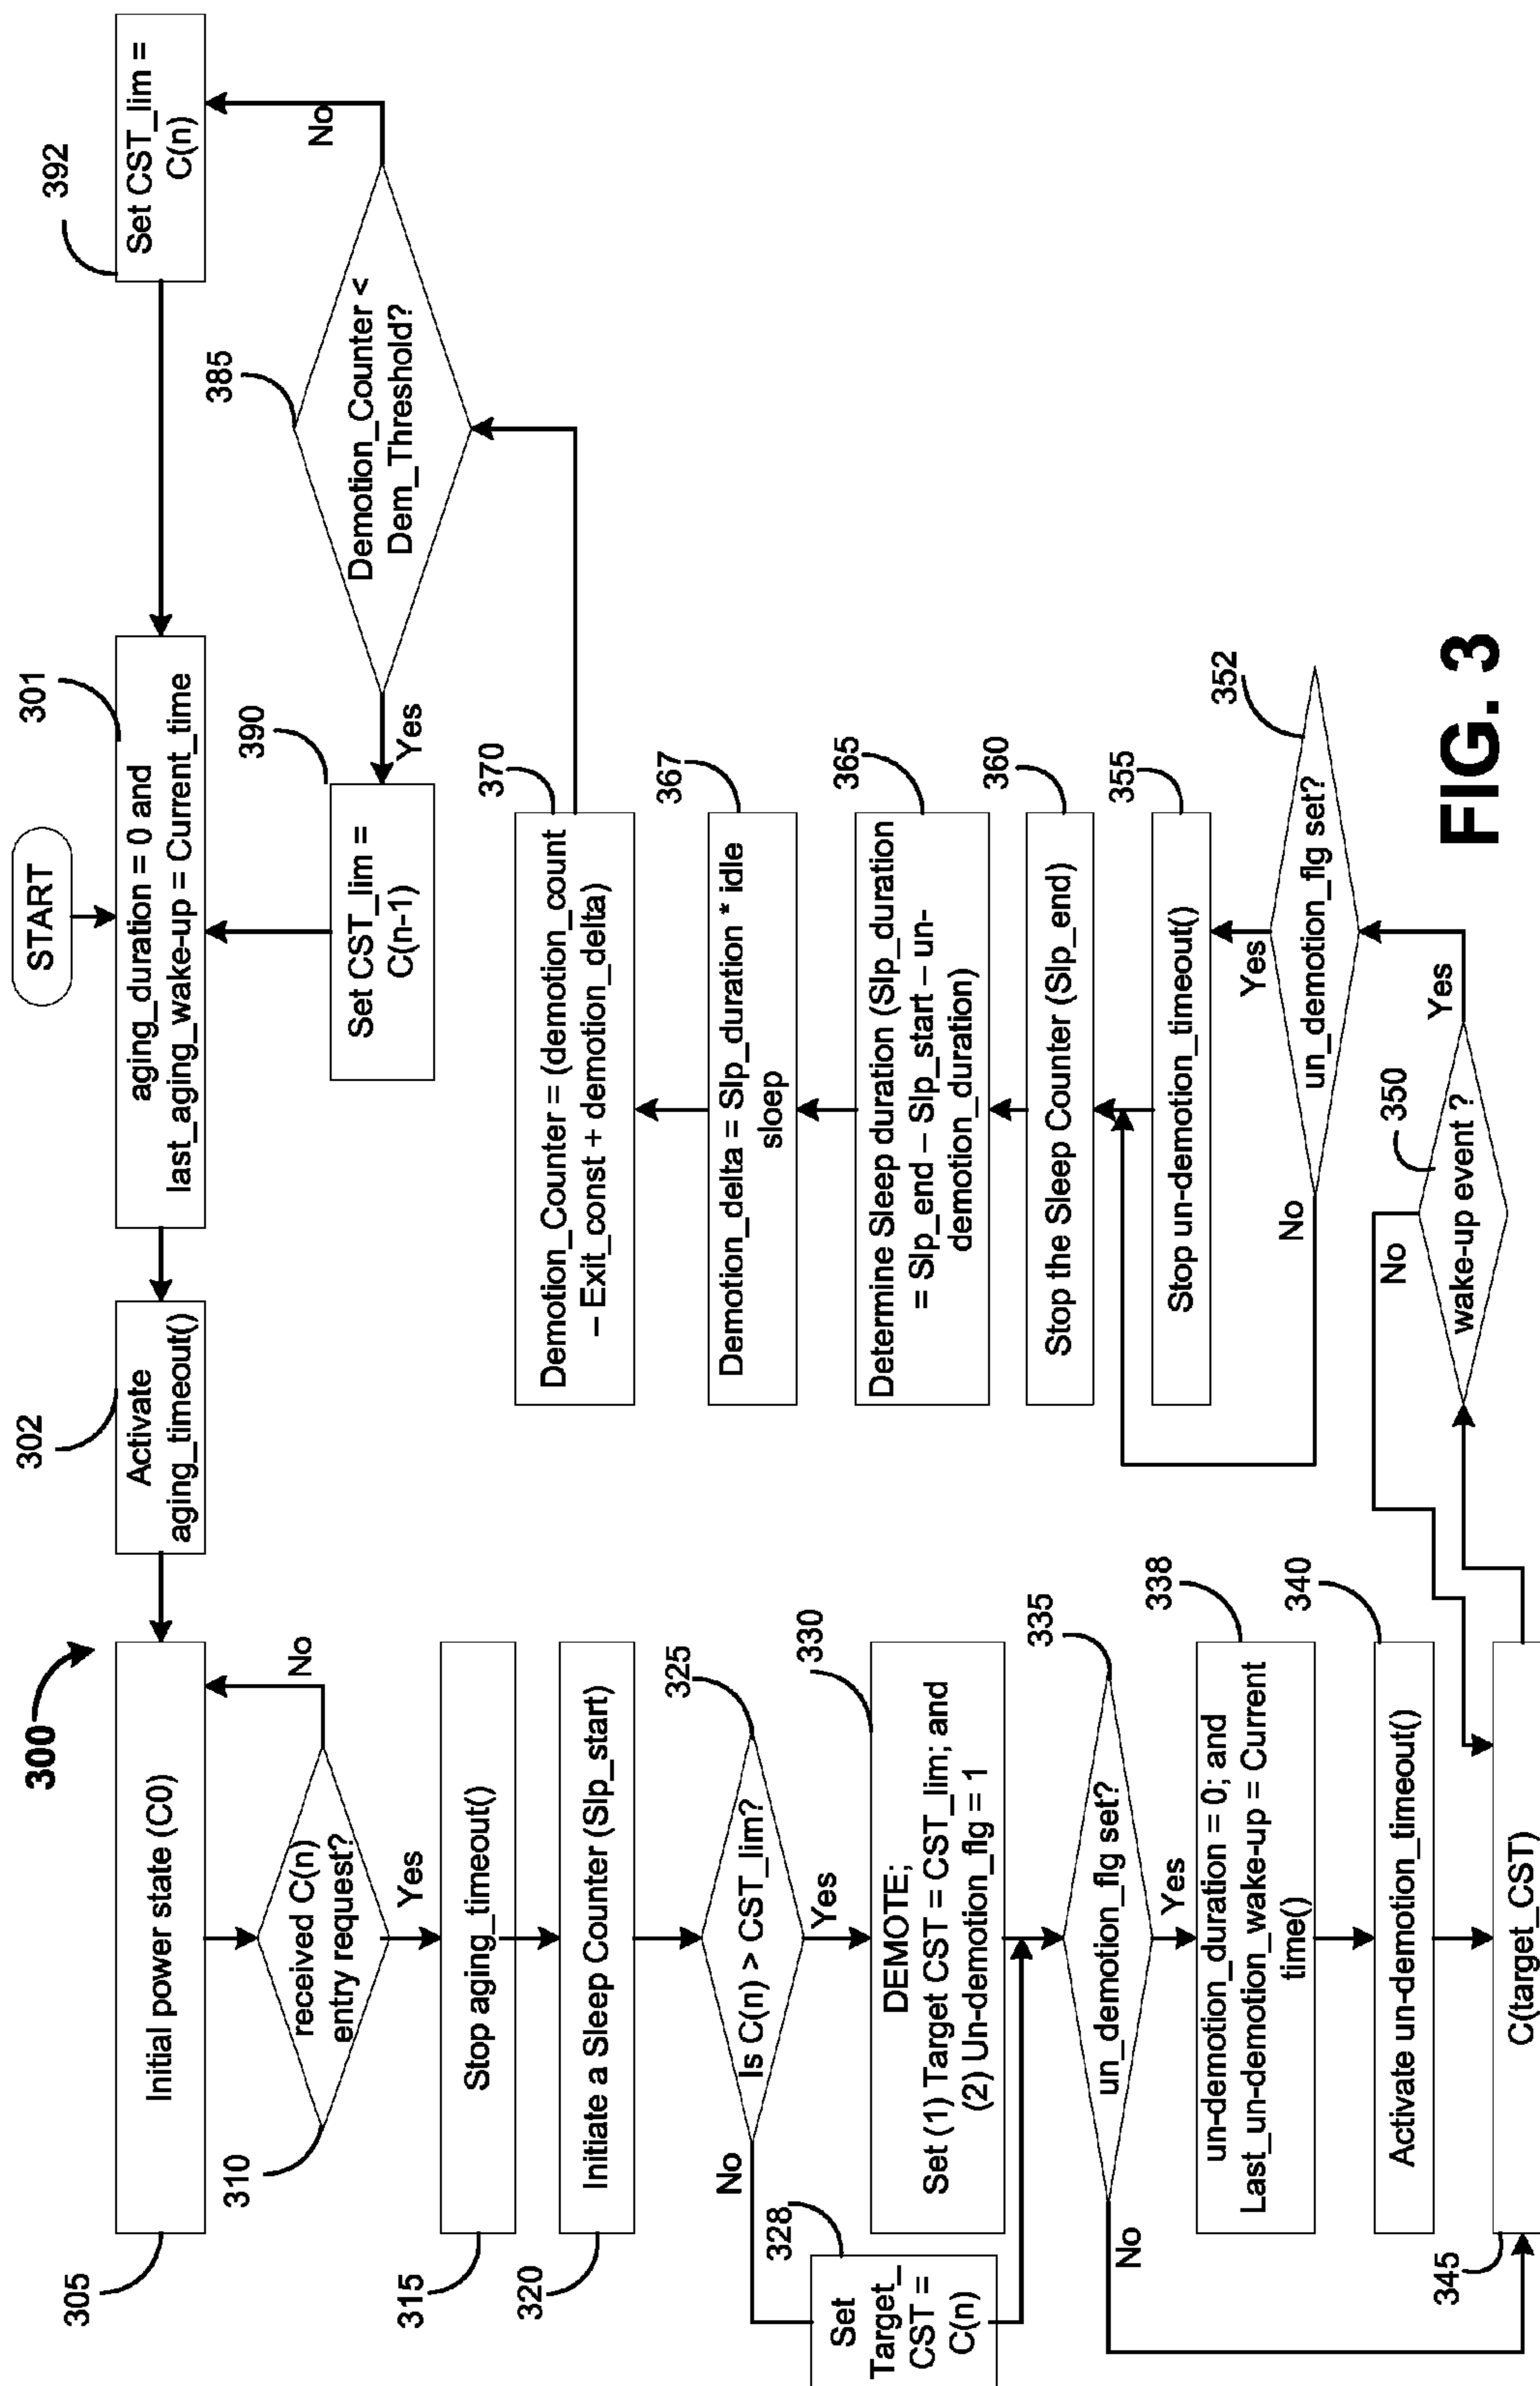 300
START
305
Initial power state (C0)
302
Activate
aging_timeout()
301
aging_duration = 0 and
last_aging_wake-up = Current_time
392
Set CST_lim =
C(n)
310
received C(n)
entry request?
No
Yes
315
Stop aging_timeout()
320
Initiate a Sleep Counter (Slp_start)
325
Is C(n) > CST_lim?
No
Yes
328
Set
Target_
CST =
C(n)
330
DEMOTE;
Set (1) Target CST = CST_lim; and
(2) Un-demotion_flg = 1
335
un_demotion_flg set?
No
Yes
338
un-demotion_duration = 0; and
Last_un-demotion_wake-up = Current
time()
340
Activate un-demotion_timeout()
345
C(target_CST)
350
wake-up event ?
No
Yes
352
un_demotion_flg set?
No
Yes
355
Stop un-demotion_timeout()
360
Stop the Sleep Counter (Slp_end)
365
Determine Sleep duration (Slp_duration
= Slp_end – Slp_start – un-
demotion_duration)
367
Demotion_delta = Slp_duration * idle
sloep
370
Demotion_Counter = (demotion_count
– Exit_const + demotion_delta)
385
Demotion_Counter <
Dem_Threshold?
Yes
No
390
Set CST_lim =
C(n-1)
FIG. 3